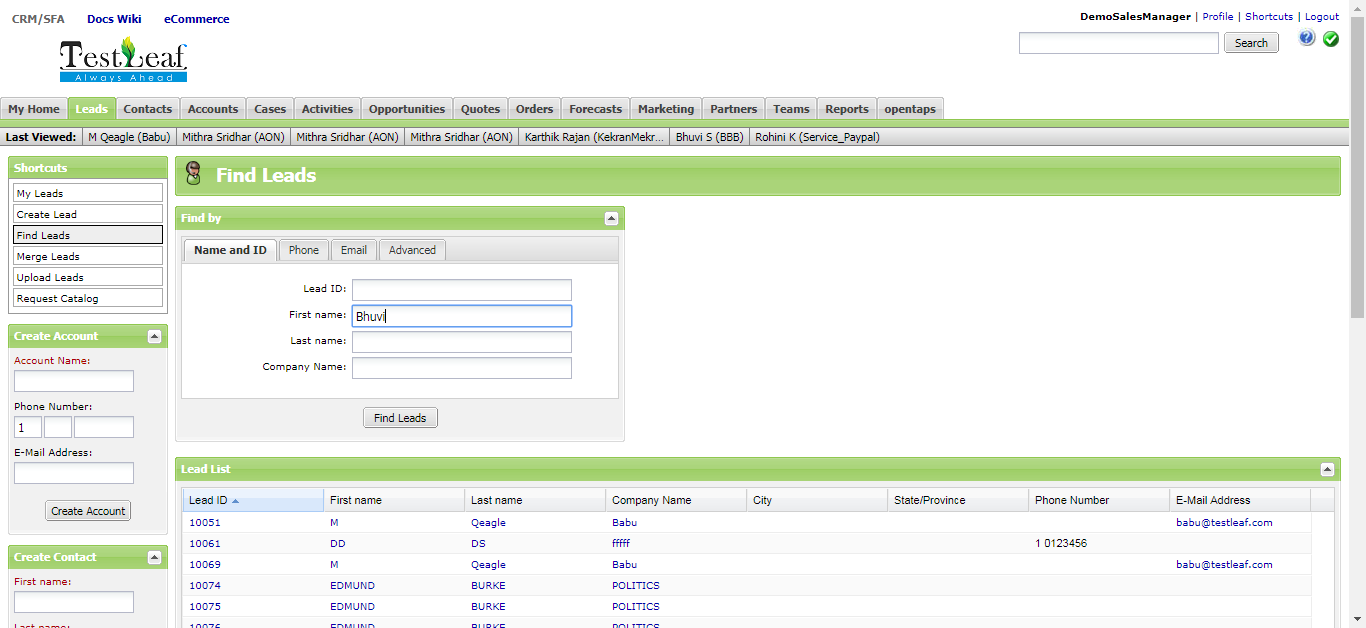 CRM/SFA Docs Wiki eCommerce
DemoSalesManager | Profile | Shortcuts | Logout
TestLeaf
Always Ahead
Search
My Home Leads Contacts Accounts Cases Activities Opportunities Quotes Orders Forecasts Marketing Partners Teams Reports opentaps
Last Viewed: M Qeagle (Babu) Mithra Sridhar (AON) Mithra Sridhar (AON) Mithra Sridhar (AON) Karthik Rajan (KekranMekr... Bhuvi S (BBB) Rohini K (Service_Paypal)
Shortcuts
My Leads
Create Lead
Find Leads
Merge Leads
Upload Leads
Request Catalog
Create Account
Account Name:
Phone Number:
1
E-Mail Address:
Create Account
Create Contact
First name:
Last name:
Find Leads
Find by
Name and ID Phone Email Advanced
Lead ID:
First name: Bhuvi
Last name:
Company Name:
Find Leads
Lead List
Lead ID First name Last name Company Name City State/Province Phone Number E-Mail Address
10051 M Qeagle Babu babu@testleaf.com
10061 DD DS fffff 1 0123456
10069 M Qeagle Babu babu@testleaf.com
10074 EDMUND BURKE POLITICS
10075 EDMUND BURKE POLITICS
10076 EDMUND BURKE POLITICS